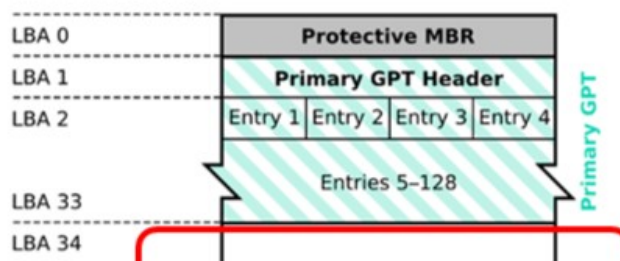 LBA 0
Protective MBR
LBA 1
Primary GPT Header
LBA 2
Entry 1 Entry 2 Entry 3 Entry 4
Entries 5–128
LBA 33
LBA 34
Primary GPT